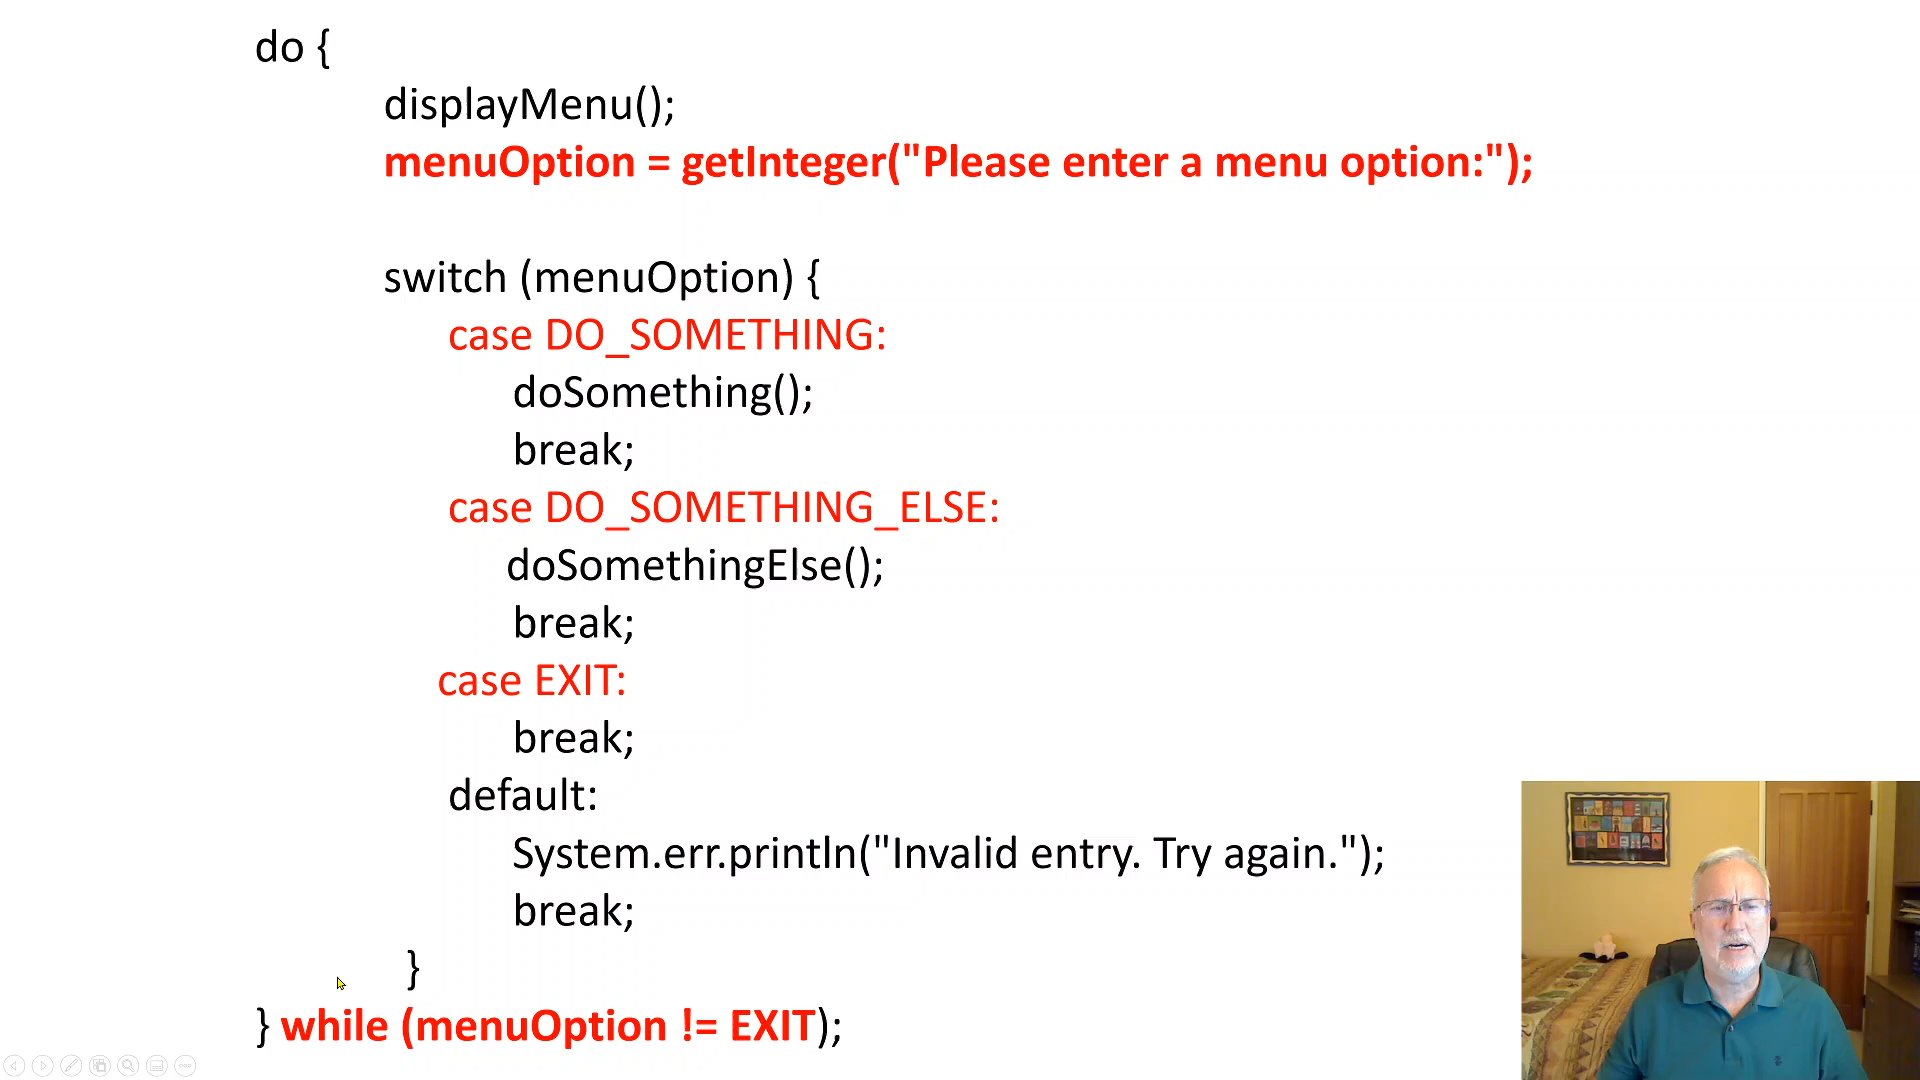 do {
displayMenu();
menuOption = getInteger("Please enter a menu option:");
switch (menuOption) {
case DO_SOMETHING:
doSomething();
break;
case DO_SOMETHING_ELSE:
doSomethingElse();
break;
case EXIT:
break;
default:
System.err.println("Invalid entry. Try again.");
break;
}
} while (menuOption != EXIT);